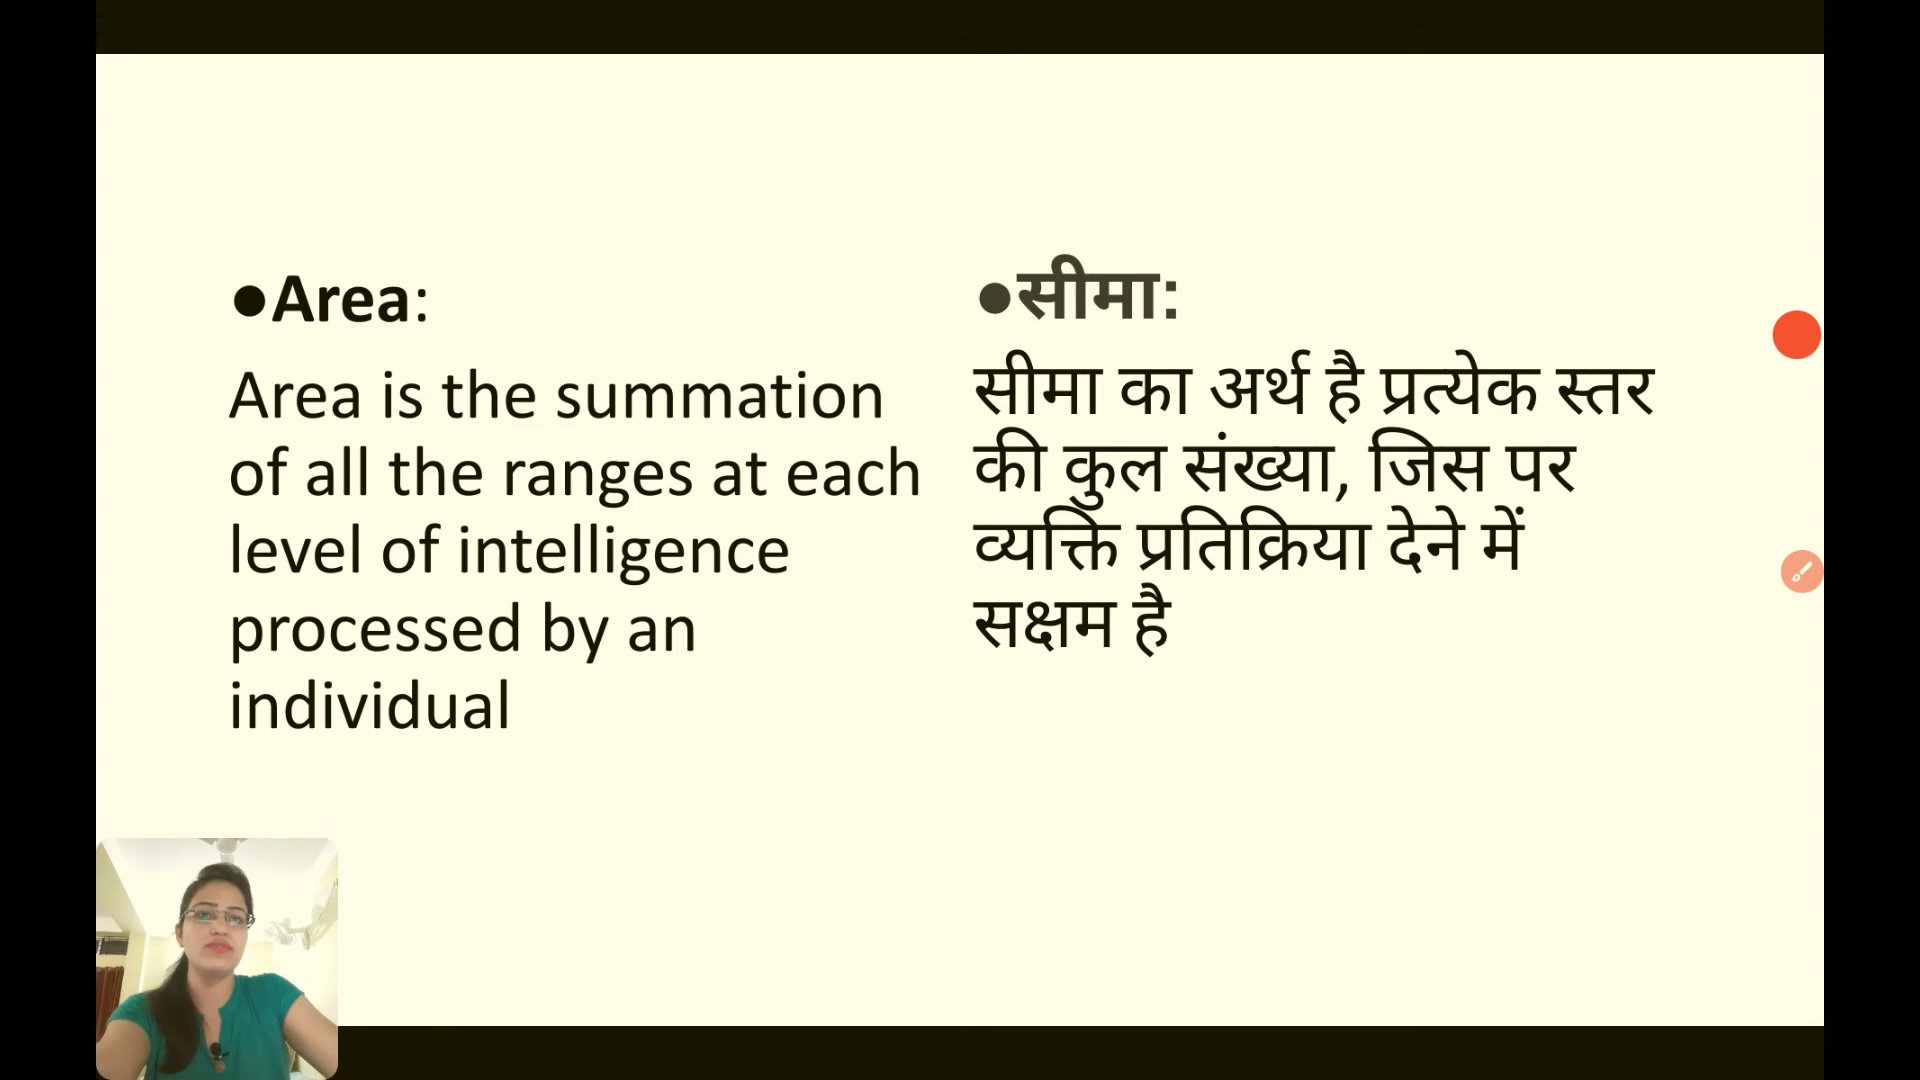 ●Area:
Area is the summation
of all the ranges at each
level of intelligence
processed by an
individual
●सीमा:
सीमा का अर्थ है प्रत्येक स्तर
की कुल संख्या, जिस पर
व्यक्ति प्रतिक्रिया देने में
सक्षम है